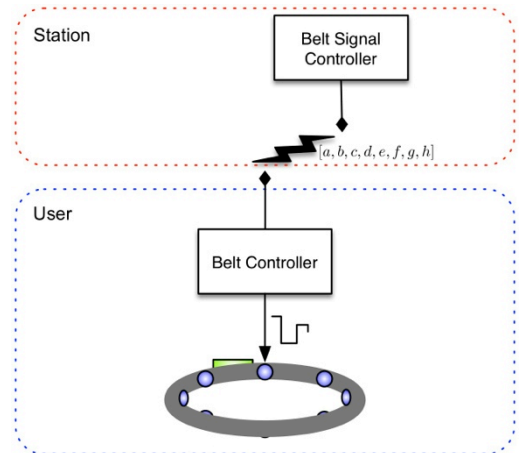 Station
Belt Signal
Controller
[a, b, c, d, e, f, g, h]
User
Belt Controller